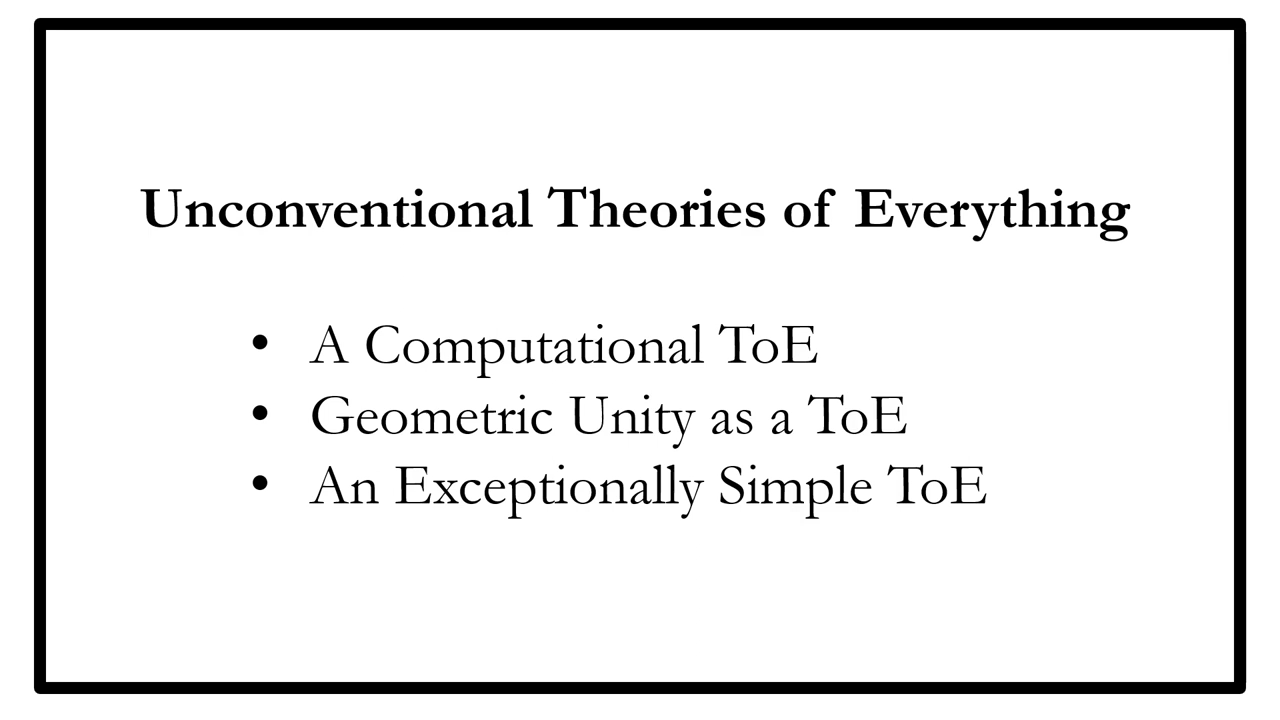 Unconventional Theories of Everything
• A Computational ToE
• Geometric Unity as a ToE
• An Exceptionally Simple ToE